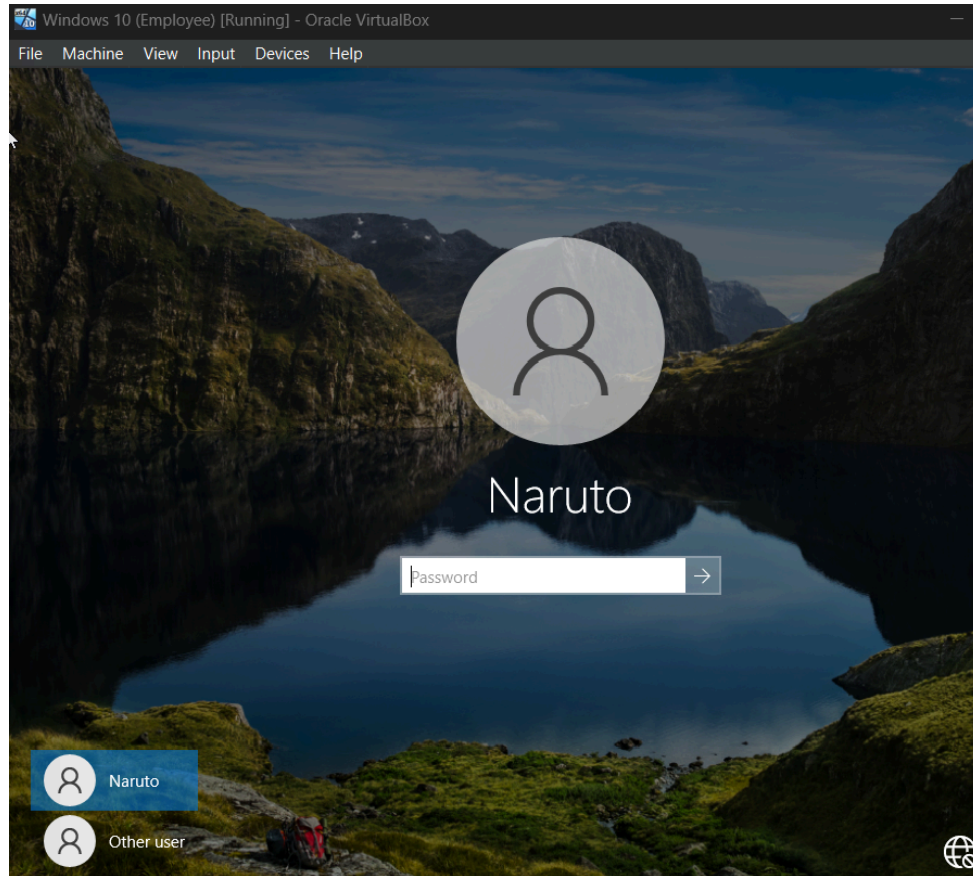 Windows 10 (Employee) [Running] - Oracle VirtualBox
File Machine View Input Devices Help
Naruto
Password
Naruto
Other user